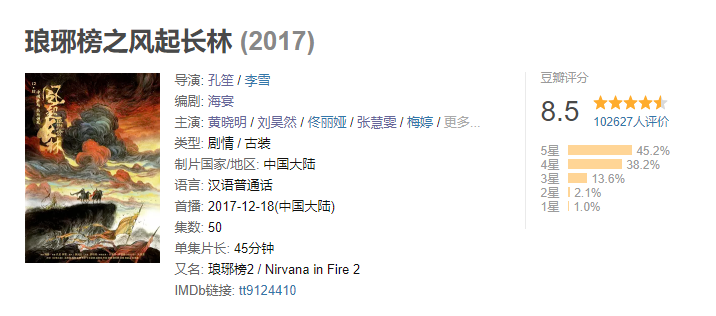 琅琊榜之风起长林 (2017)
导演: 孔笙 / 李雪
编剧: 海宴
主演: 黄晓明 / 刘昊然 / 佟丽娅 / 张慧雯 / 梅婷 / 更多...
类型: 剧情 / 古装
制片国家/地区: 中国大陆
语言: 汉语普通话
首播: 2017-12-18(中国大陆)
集数: 50
单集片长: 45分钟
又名: 琅琊榜2 / Nirvana in Fire 2
IMDb链接: tt9124410
豆瓣评分
8.5
102627人评价
5星 45.2%
4星 38.2%
3星 13.6%
2星 2.1%
1星 1.0%